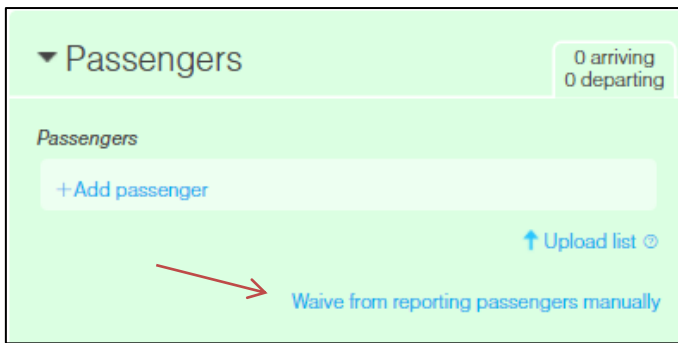 Passengers
0 arriving
0 departing
Passengers
+Add passenger
Upload list ?
Waive from reporting passengers manually